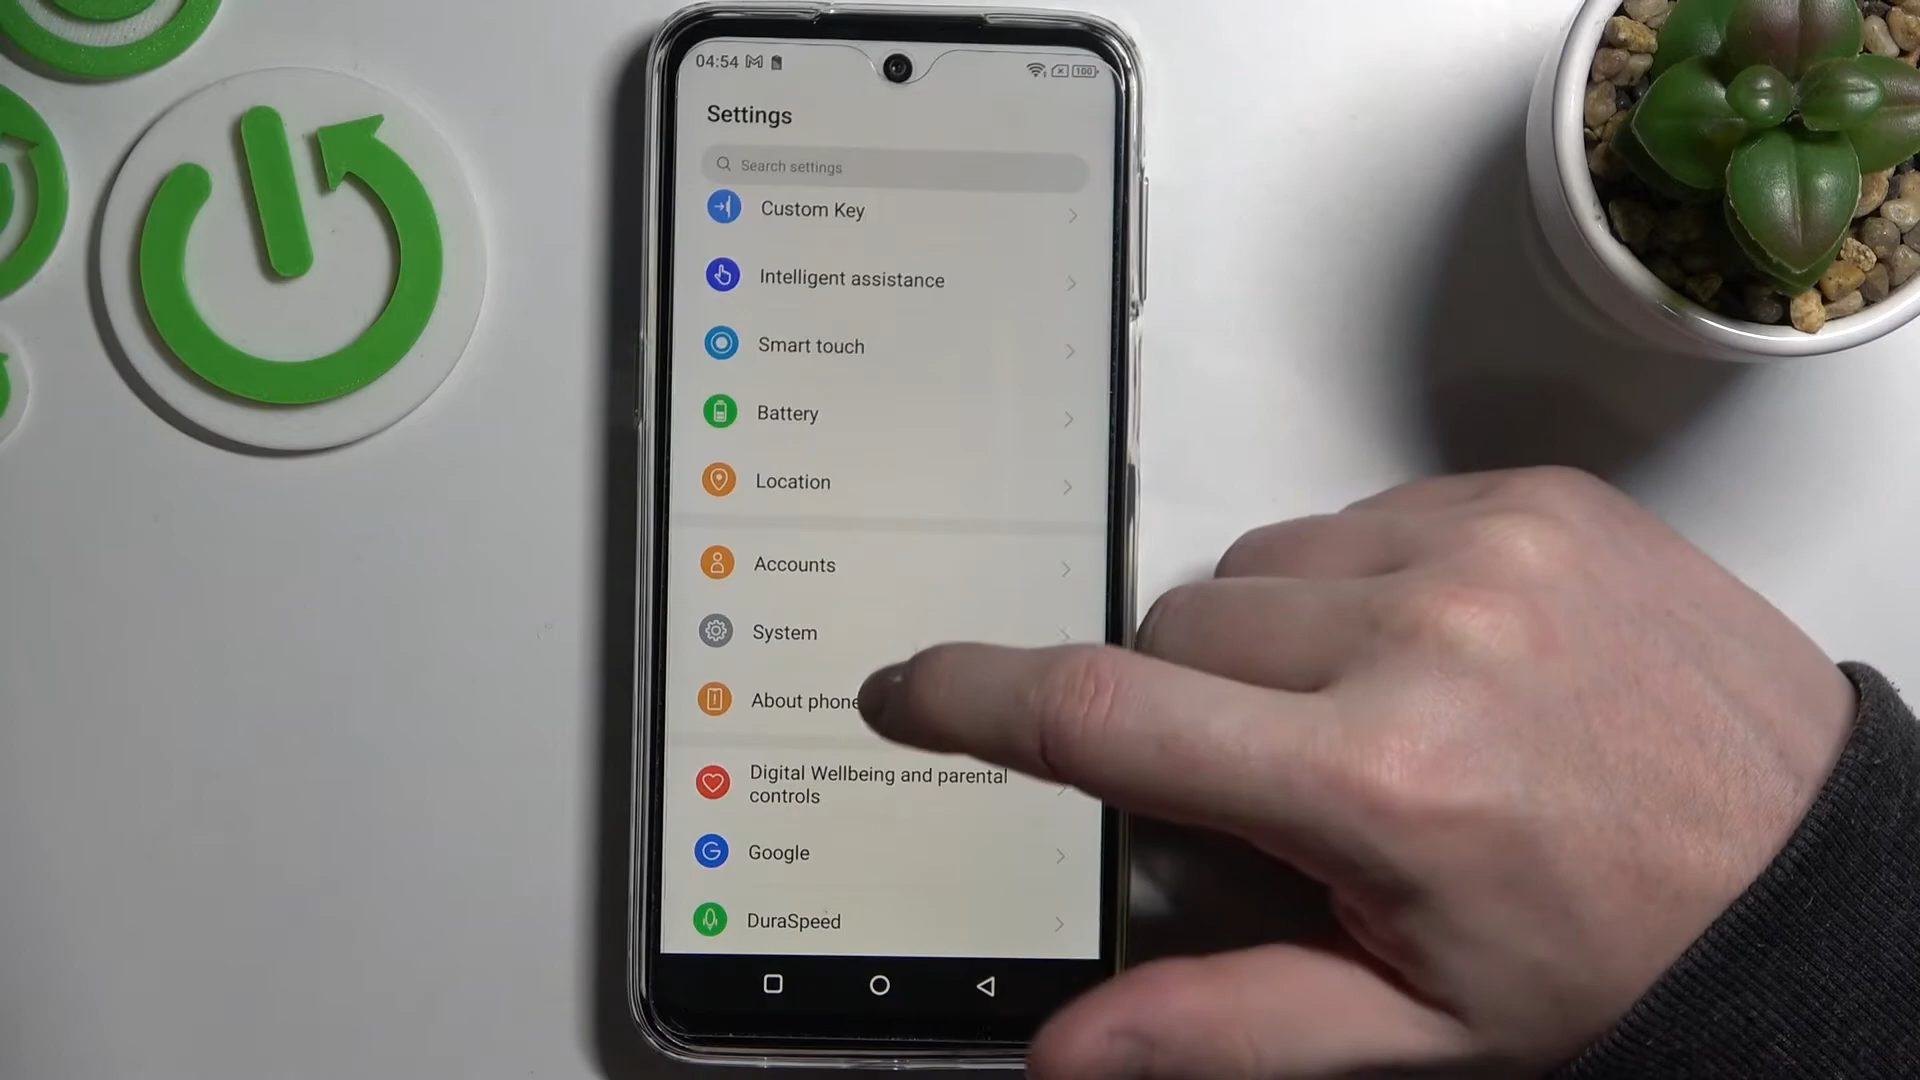 04:54
100
Settings
Search settings
Custom Key
Intelligent assistance
Smart touch
Battery
Location
Accounts
System
About phone
Digital Wellbeing and parental
controls
Google
DuraSpeed